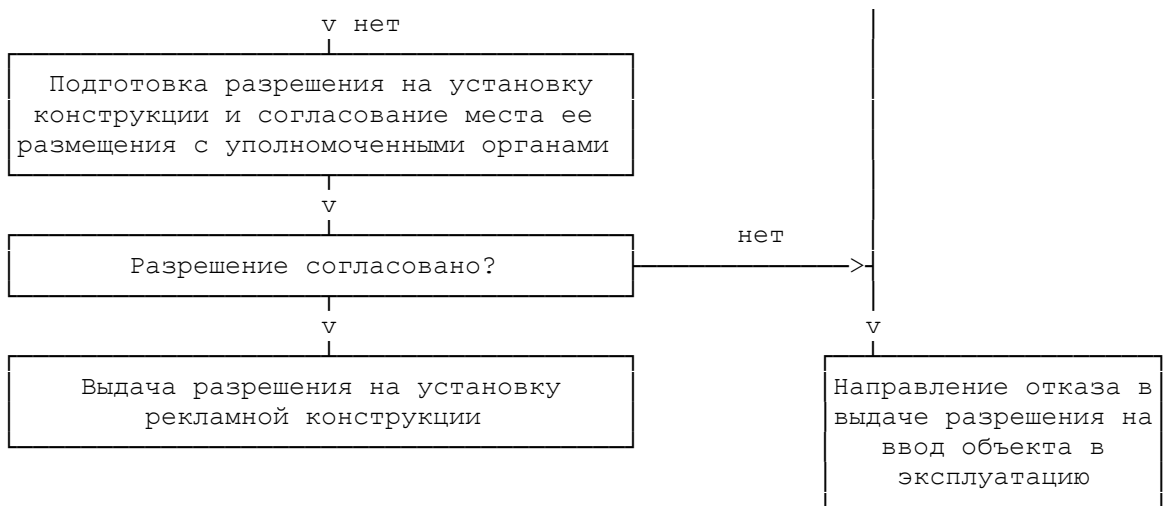 v нет
Подготовка разрешения на установку
конструкции и согласование места ее
размещения с уполномоченными органами
v
нет
Разрешение согласовано?
>
v
v
Выдача разрешения на установку
рекламной конструкции
Направление отказа в
выдаче разрешения на
ввод объекта в
эксплуатацию